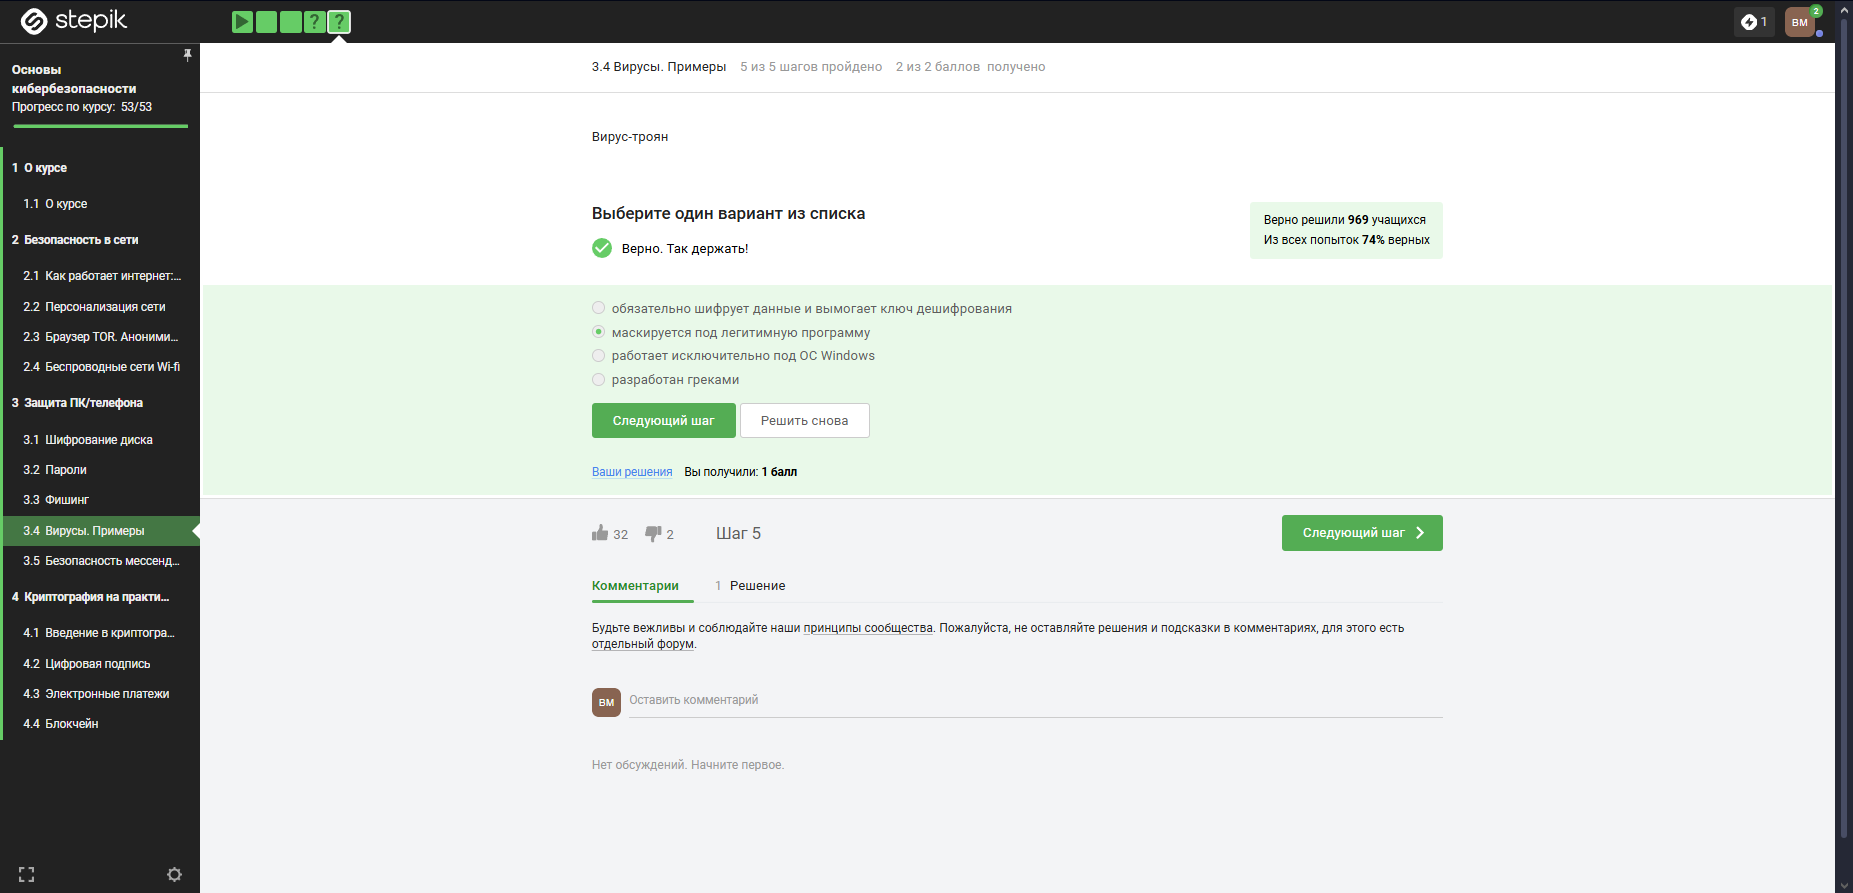 stepik
? ?
1
ВМ
2
Основы
кибербезопасности
Прогресс по курсу: 53/53
1 О курсе
1.1 О курсе
2 Безопасность в сети
2.1 Как работает интернет:...
2.2 Персонализация сети
2.3 Браузер TOR. Аноними...
2.4 Беспроводные сети Wi-fi
3 Защита ПК/телефона
3.1 Шифрование диска
3.2 Пароли
3.3 Фишинг
3.4 Вирусы. Примеры
3.5 Безопасность мессенд...
4 Криптография на практи...
4.1 Введение в криптогра...
4.2 Цифровая подпись
4.3 Электронные платежи
4.4 Блокчейн
3.4 Вирусы. Примеры 5 из 5 шагов пройдено 2 из 2 баллов получено
Вирус-троян
Выберите один вариант из списка
Верно. Так держать!
Верно решили 969 учащихся
Из всех попыток 74% верных
обязательно шифрует данные и вымогает ключ дешифрования
маскируется под легитимную программу
работает исключительно под ОС Windows
разработан греками
Следующий шаг Решить снова
Ваши решения Вы получили: 1 балл
32 2 Шаг 5 Следующий шаг
Комментарии 1 Решение
Будьте вежливы и соблюдайте наши принципы сообщества. Пожалуйста, не оставляйте решения и подсказки в комментариях, для этого есть
отдельный форум.
ВМ Оставить комментарий
Нет обсуждений. Начните первое.